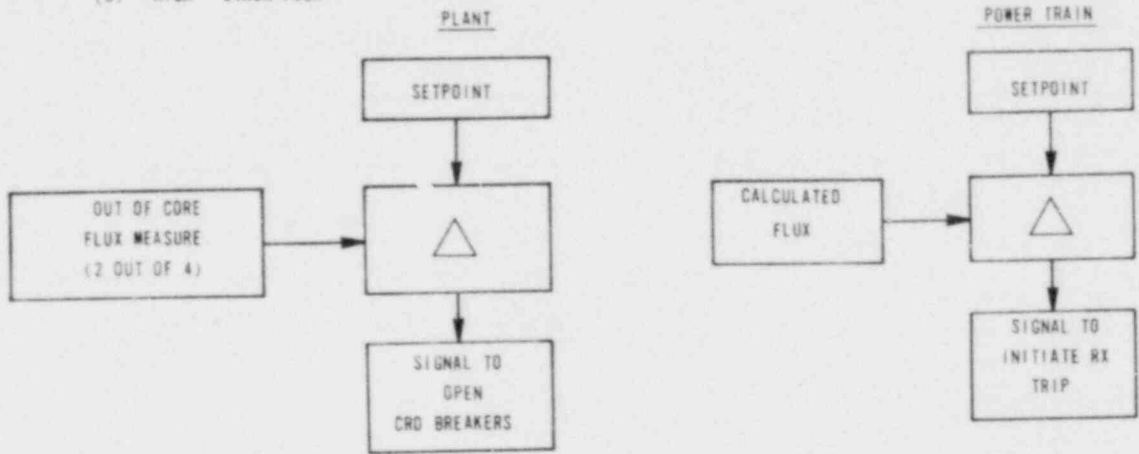 PLANT
SETPOINT
OUT OF CORE
FLUX MEASURE
(2 OUT OF 4)
SIGNAL TO
OPEN
CRD BREAKERS
POWER TRAIN
SETPOINT
CALCULATED
FLUX
SIGNAL TO
INITIATE RX
TRIP